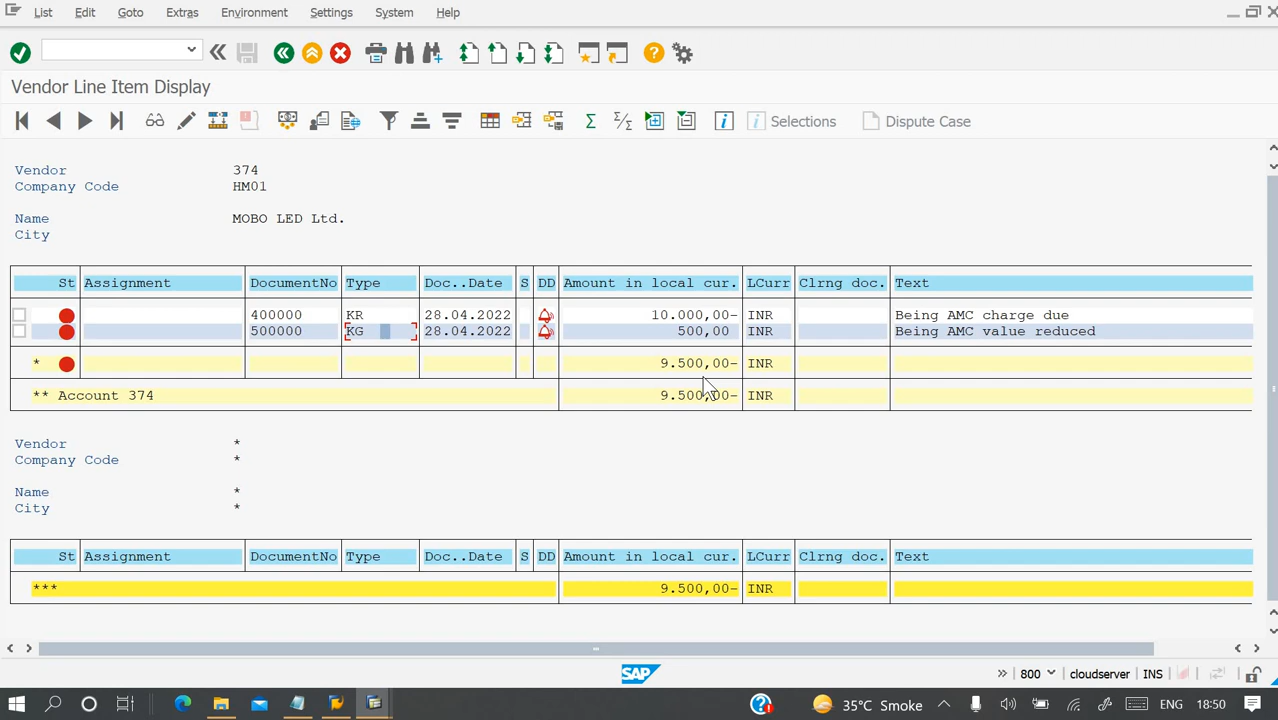 List Edit Goto Extras Environment Settings System Help
Vendor Line Item Display
Selections Dispute Case
Vendor 374
Company Code HM01
Name MOBO LED Ltd.
City
St Assignment DocumentNo Type Doc..Date S DD Amount in local cur. LCurr Clrng doc. Text
400000 KR 28.04.2022 10.000,00- INR Being AMC charge due
500000 KG 28.04.2022 500,00 INR Being AMC value reduced
* 9.500,00- INR
** Account 374 9.500,00- INR
Vendor *
Company Code *
Name *
City *
St Assignment DocumentNo Type Doc..Date S DD Amount in local cur. LCurr Clrng doc. Text
*** 9.500,00- INR
SAP 800 cloudserver INS
35°C Smoke ENG 18:50